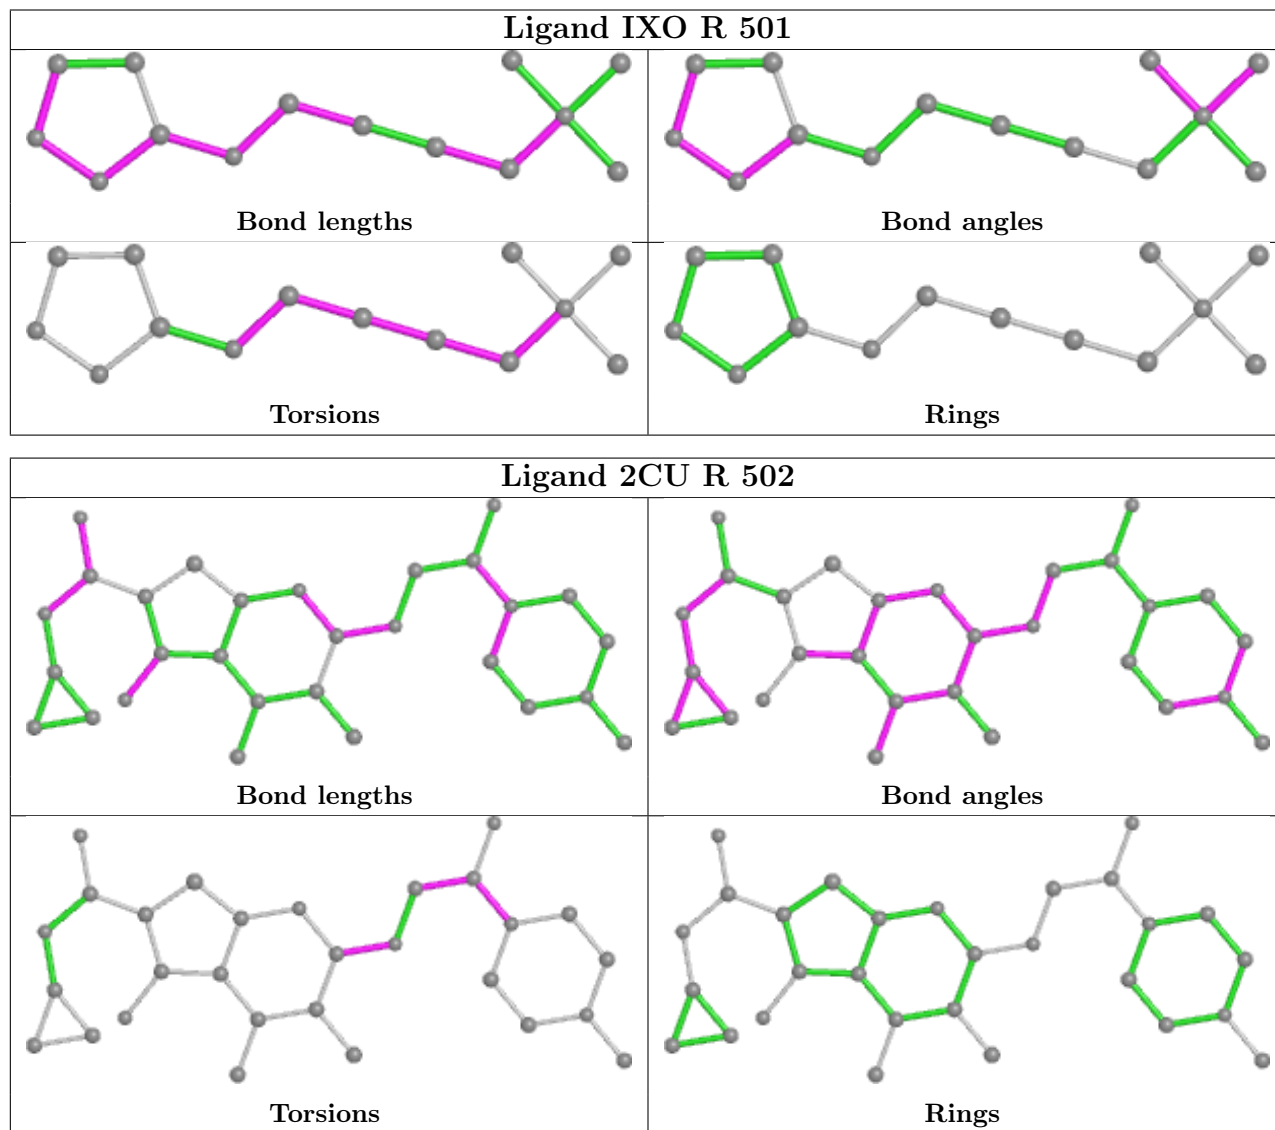 Ligand IXO R 501
Bond lengths
Bond angles
Torsions
Rings
Ligand 2CU R 502
Bond lengths
Bond angles
Torsions
Rings